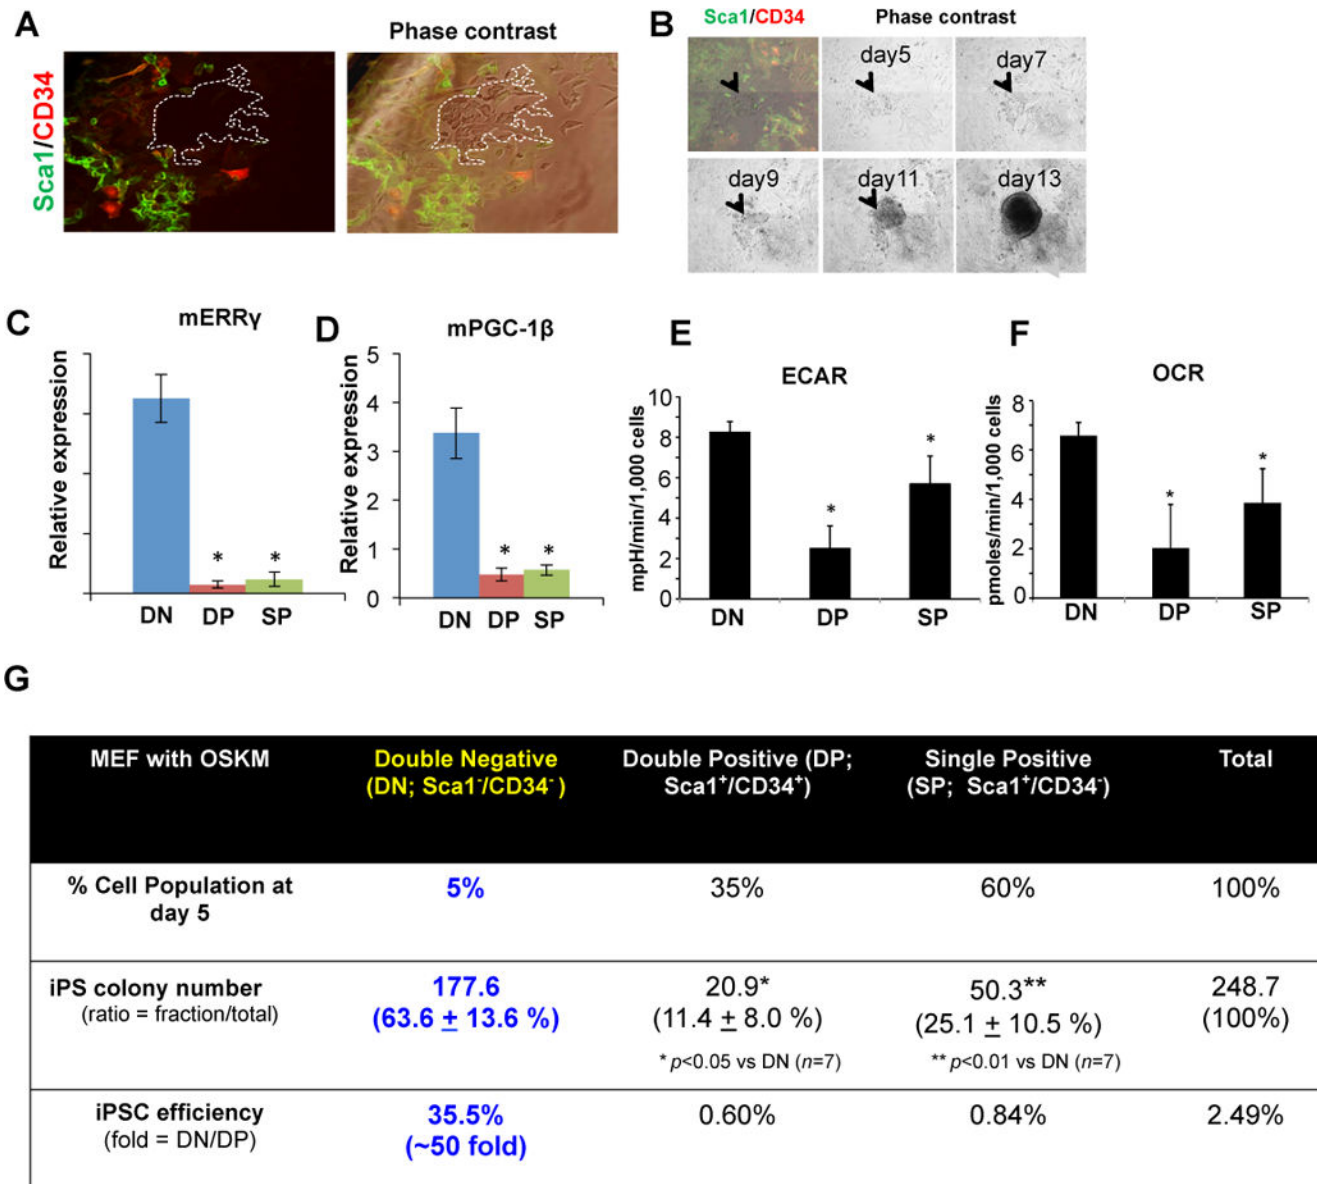 A
Phase contrast
Sca1/CD34
B
Sca1/CD34
Phase contrast
day5
day7
day9
day11
day13
C
mERRγ
Relative expression
*
*
DN
DP
SP
D
mPGC-1β
Relative expression
5
4
3
2
1
0
*
*
DN
DP
SP
E
ECAR
mpH/min/1,000 cells
10
8
6
4
2
0
*
*
DN
DP
SP
F
OCR
pmoles/min/1,000 cells
8
6
4
2
0
*
*
DN
DP
SP
G
MEF with OSKM
Double Negative
(DN; Sca1⁻/CD34⁻)
Double Positive (DP;
Sca1⁺/CD34⁺)
Single Positive
(SP; Sca1⁺/CD34⁻)
Total
% Cell Population at
day 5
5%
35%
60%
100%
iPS colony number
(ratio = fraction/total)
177.6
(63.6 ± 13.6 %)
20.9*
(11.4 ± 8.0 %)
* p<0.05 vs DN (n=7)
50.3**
(25.1 ± 10.5 %)
** p<0.01 vs DN (n=7)
248.7
(100%)
iPSC efficiency
(fold = DN/DP)
35.5%
(~50 fold)
0.60%
0.84%
2.49%